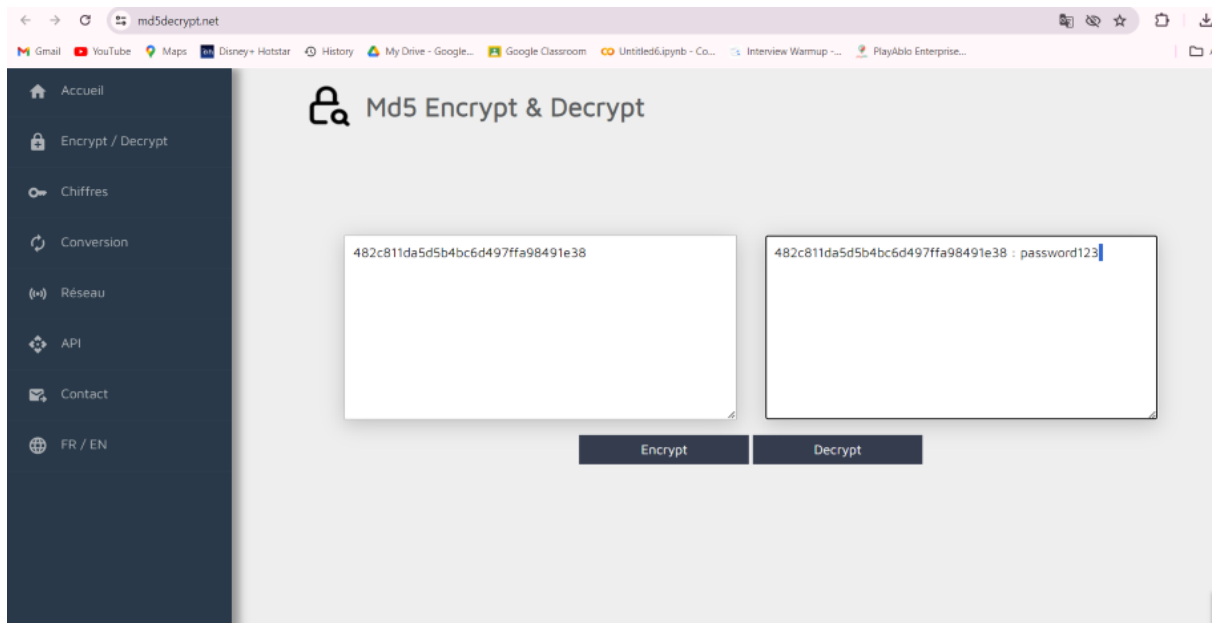 md5decrypt.net
Gmail YouTube Maps Disney+ Hotstar History My Drive - Google... Google Classroom Untitled6.ipynb - Co... Interview Warmup -... PlayAblo Enterprise...
Accueil
Md5 Encrypt & Decrypt
Encrypt / Decrypt
Chiffres
Conversion
482c811da5d5b4bc6d497ffa98491e38
482c811da5d5b4bc6d497ffa98491e38 : password123
Réseau
API
Contact
FR / EN
Encrypt Decrypt